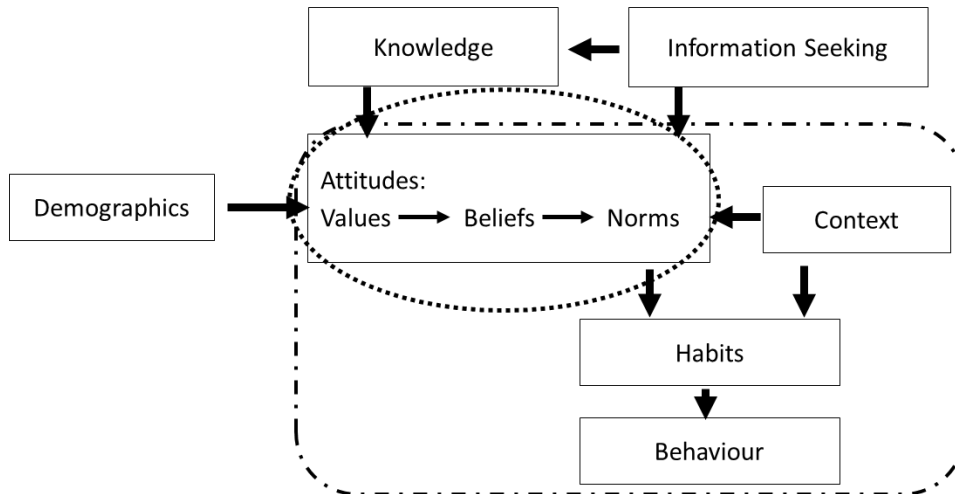 Knowledge
Information Seeking
Attitudes:
Values Beliefs Norms
Demographics
Context
Habits
Behaviour